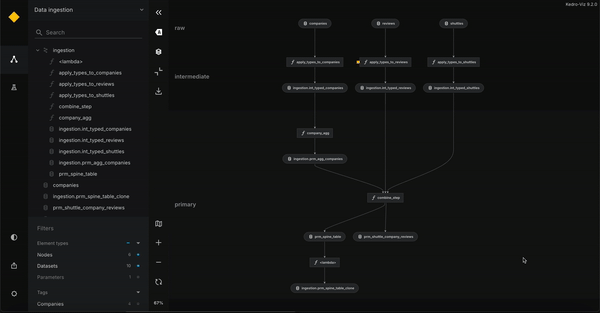 Kedro-Viz 9.2.0
Data ingestion
Search
ingestion
<lambda>
apply_types_to_companies
apply_types_to_reviews
apply_types_to_shuttles
combine_step
company_agg
ingestion.int_typed_companies
ingestion.int_typed_reviews
ingestion.int_typed_shuttles
ingestion.prm_agg_companies
prm_spine_table
companies
ingestion.prm_spine_table_clone
prm_shuttle_company_reviews
Filters
Element types
Nodes
Datasets
Parameters
Tags
Companies
67%
raw
intermediate
primary
companies
reviews
shuttles
apply_types_to_companies
apply_types_to_reviews
apply_types_to_shuttles
ingestion.int_typed_companies
ingestion.int_typed_reviews
ingestion.int_typed_shuttles
company_agg
ingestion.prm_agg_companies
combine_step
prm_spine_table
prm_shuttle_company_reviews
<lambda>
ingestion.prm_spine_table_clone